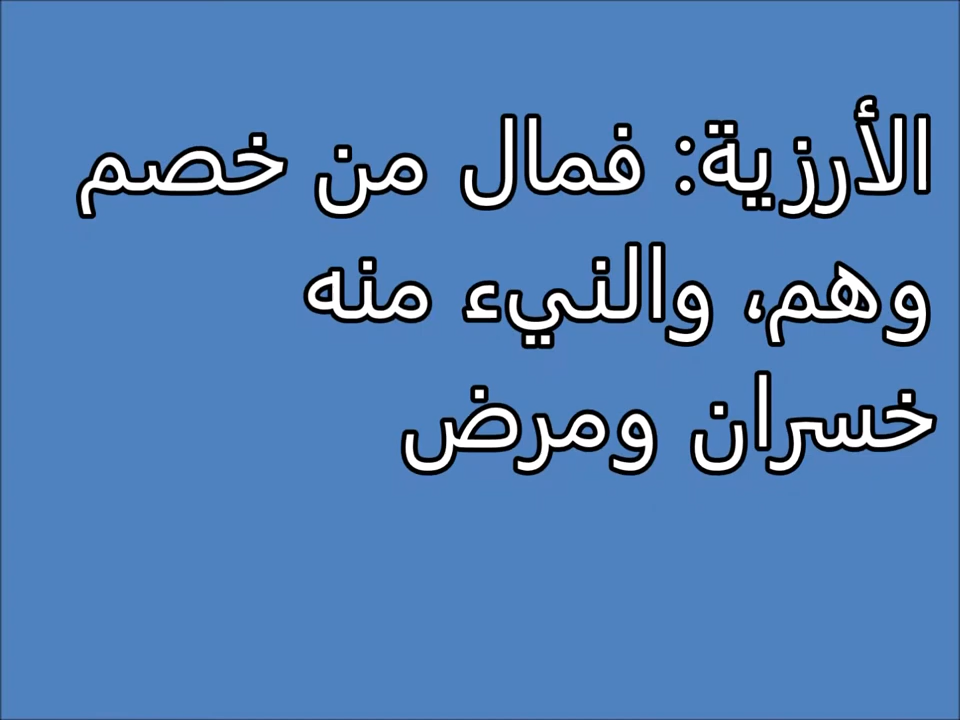 الأرزية: فمال من خصم
وهم، والنيء منه
خسران ومرض